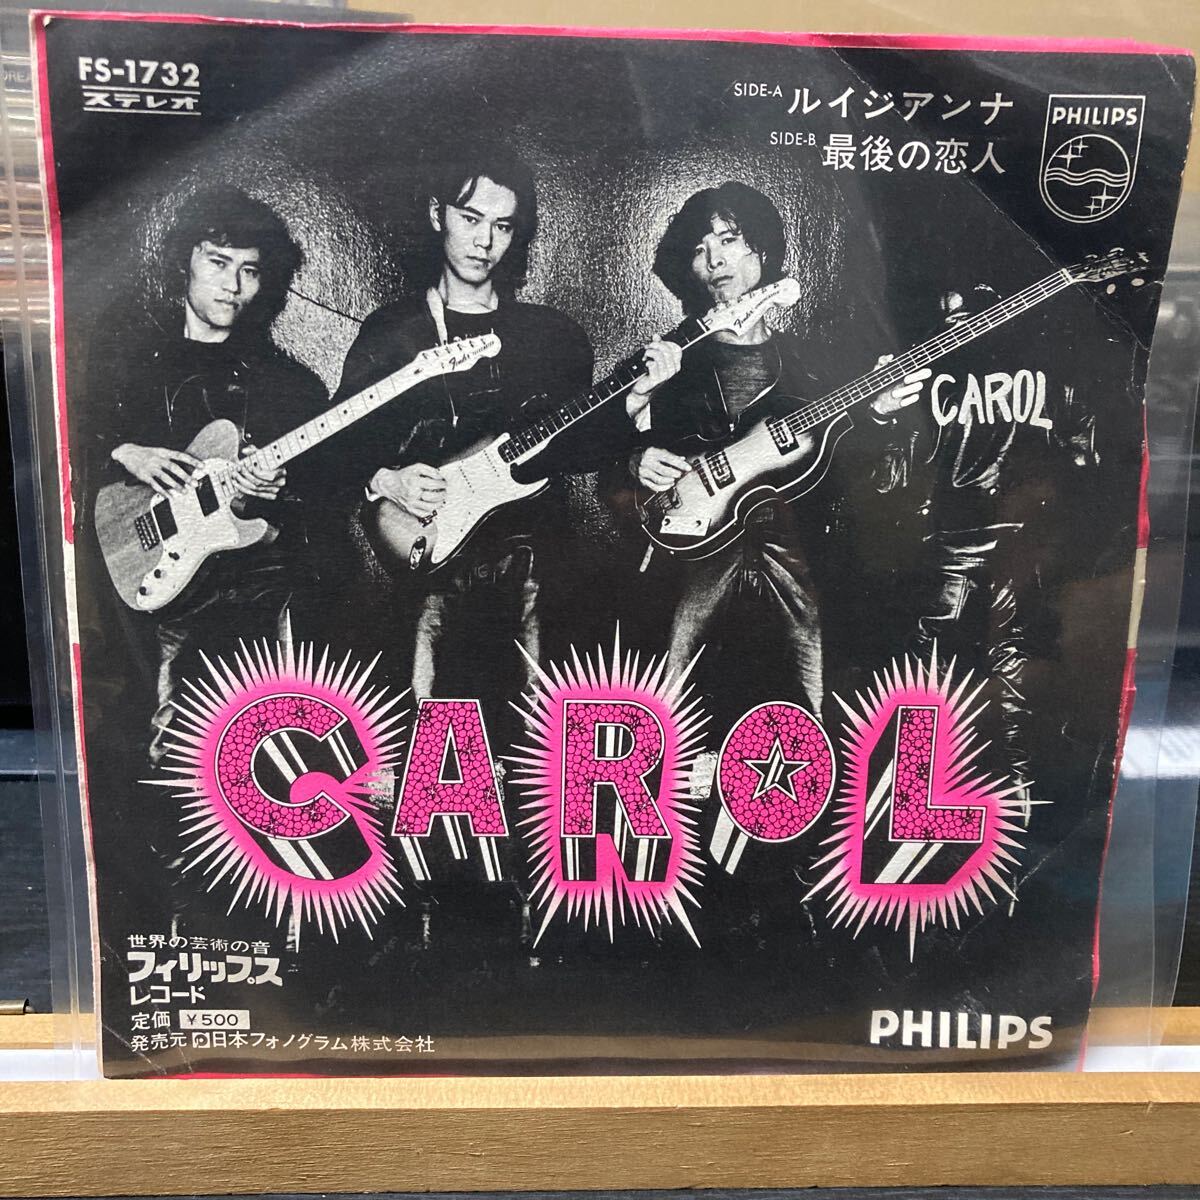 FS-1732
ステレオ
SIDE-A ルイジアンナ
SIDE-B 最後の恋人
PHILIPS
Fender
Fender
CAROL
CAROL
世界の芸術の音
フィリップス
レコード
定価 ¥500
発売元 日本フォノグラム株式会社
PHILIPS